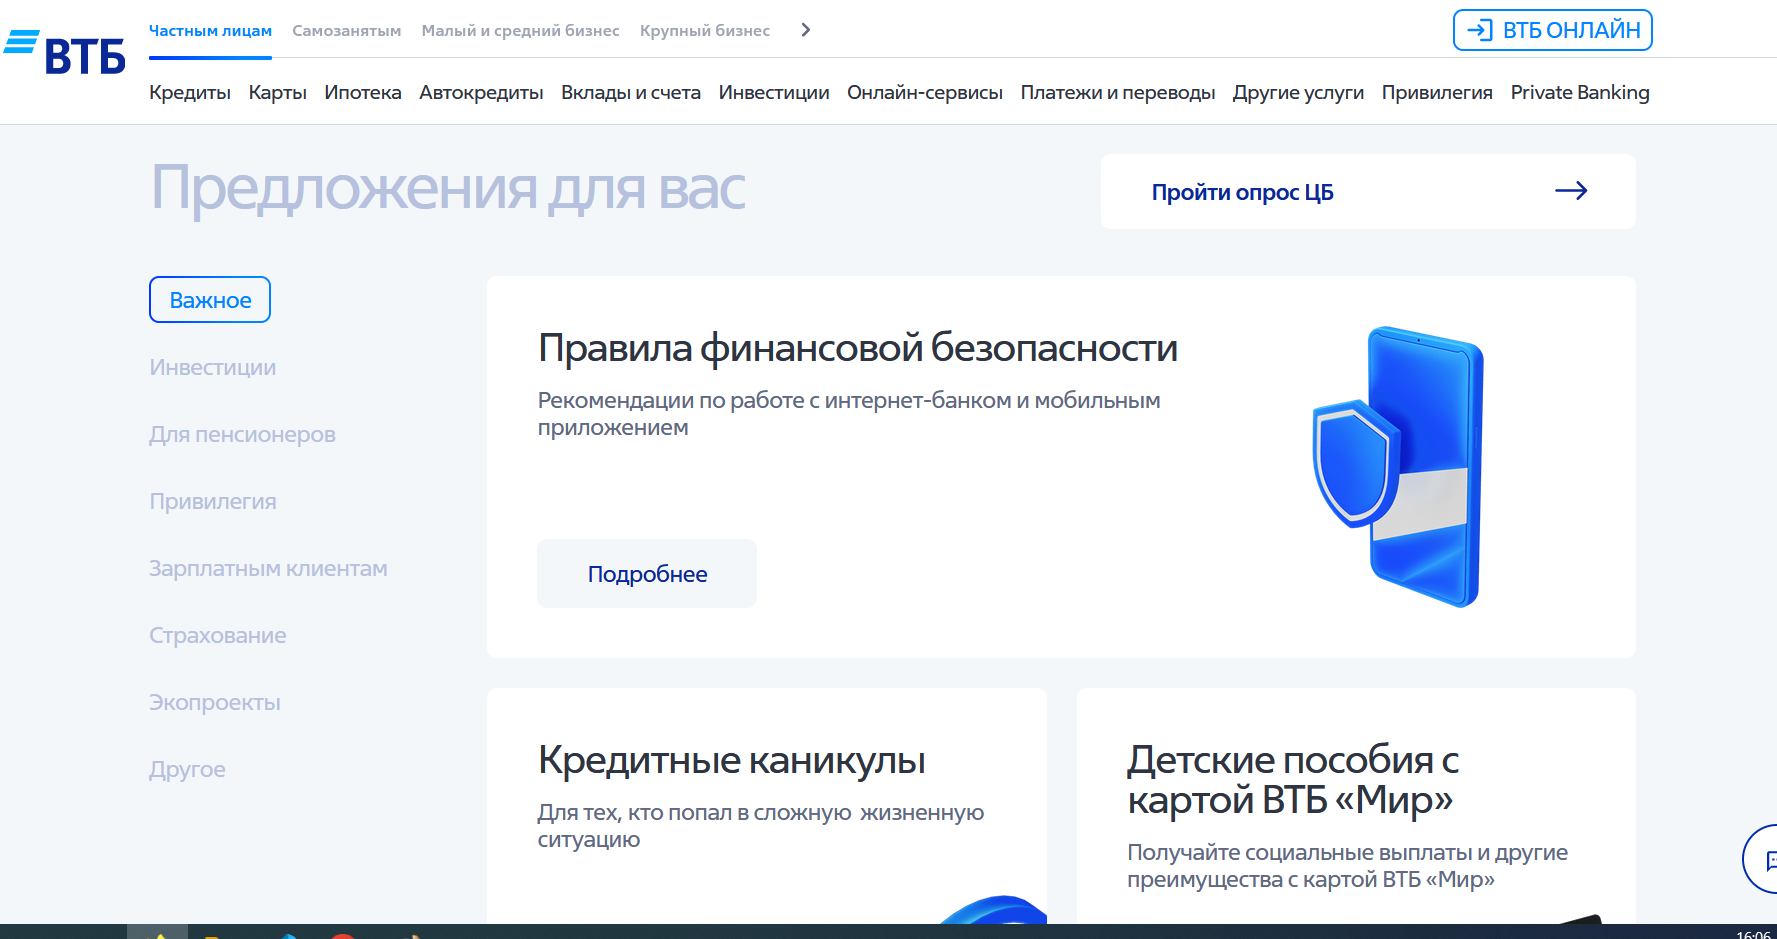 ВТБ
Частным лицам Самозанятым Малый и средний бизнес Крупный бизнес
ВТБ ОНЛАЙН
Кредиты Карты Ипотека Автокредиты Вклады и счета Инвестиции Онлайн-сервисы Платежи и переводы Другие услуги Привилегия Private Banking
Предложения для вас
Пройти опрос ЦБ
Важное
Инвестиции
Для пенсионеров
Привилегия
Зарплатным клиентам
Страхование
Экопроекты
Другое
Правила финансовой безопасности
Рекомендации по работе с интернет-банком и мобильным
приложением
Подробнее
Кредитные каникулы
Для тех, кто попал в сложную жизненную
ситуацию
Детские пособия с
картой ВТБ «Мир»
Получайте социальные выплаты и другие
преимущества с картой ВТБ «Мир»
16:06